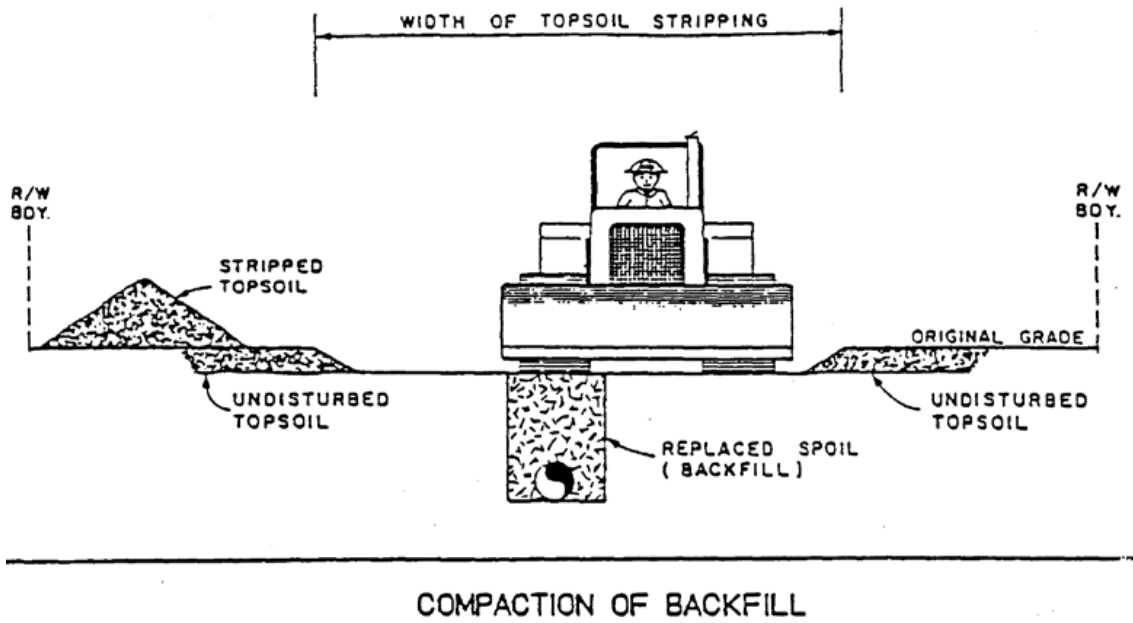 WIDTH OF TOPSOIL STRIPPING
R/W
BDY.
R/W
BDY.
STRIPPED
TOPSOIL
ORIGINAL GRADE
UNDISTURBED
TOPSOIL
UNDISTURBED
TOPSOIL
REPLACED SPOIL
(BACKFILL)
COMPACTION OF BACKFILL